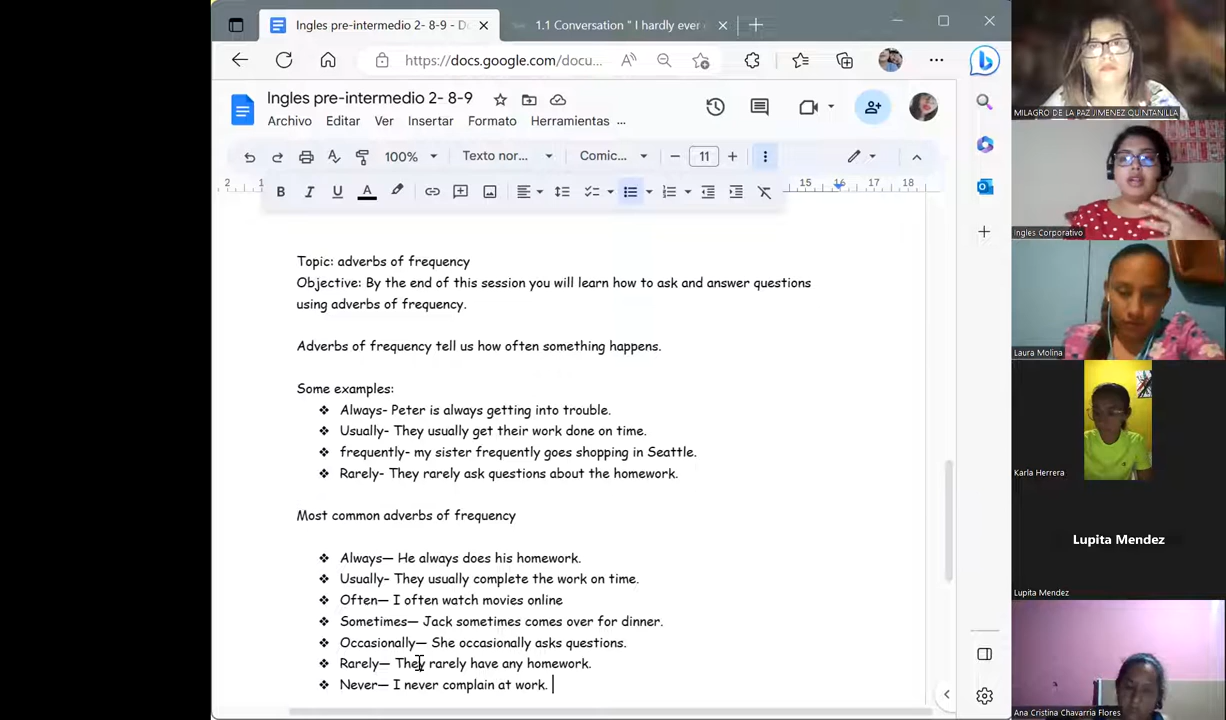 Ingles pre-intermedio 2- 8-9 - Do
1.1 Conversation " I hardly ever
https://docs.google.com/docu...
Ingles pre-intermedio 2- 8-9
Archivo Editar Ver Insertar Formato Herramientas ...
100% Texto nor... Comic... 11
2 1 15 16 17 18
Topic: adverbs of frequency
Objective: By the end of this session you will learn how to ask and answer questions
using adverbs of frequency.
Adverbs of frequency tell us how often something happens.
Some examples:
❖ Always- Peter is always getting into trouble.
❖ Usually- They usually get their work done on time.
❖ frequently- my sister frequently goes shopping in Seattle.
❖ Rarely- They rarely ask questions about the homework.
Most common adverbs of frequency
❖ Always— He always does his homework.
❖ Usually- They usually complete the work on time.
❖ Often— I often watch movies online
❖ Sometimes— Jack sometimes comes over for dinner.
❖ Occasionally— She occasionally asks questions.
❖ Rarely— They rarely have any homework.
❖ Never— I never complain at work.
MILAGRO DE LA PAZ JIMENEZ QUINTANILLA
Ingles Corporativo
Laura Molina
Karla Herrera
Lupita Mendez
Lupita Mendez
Ana Cristina Chavarria Flores